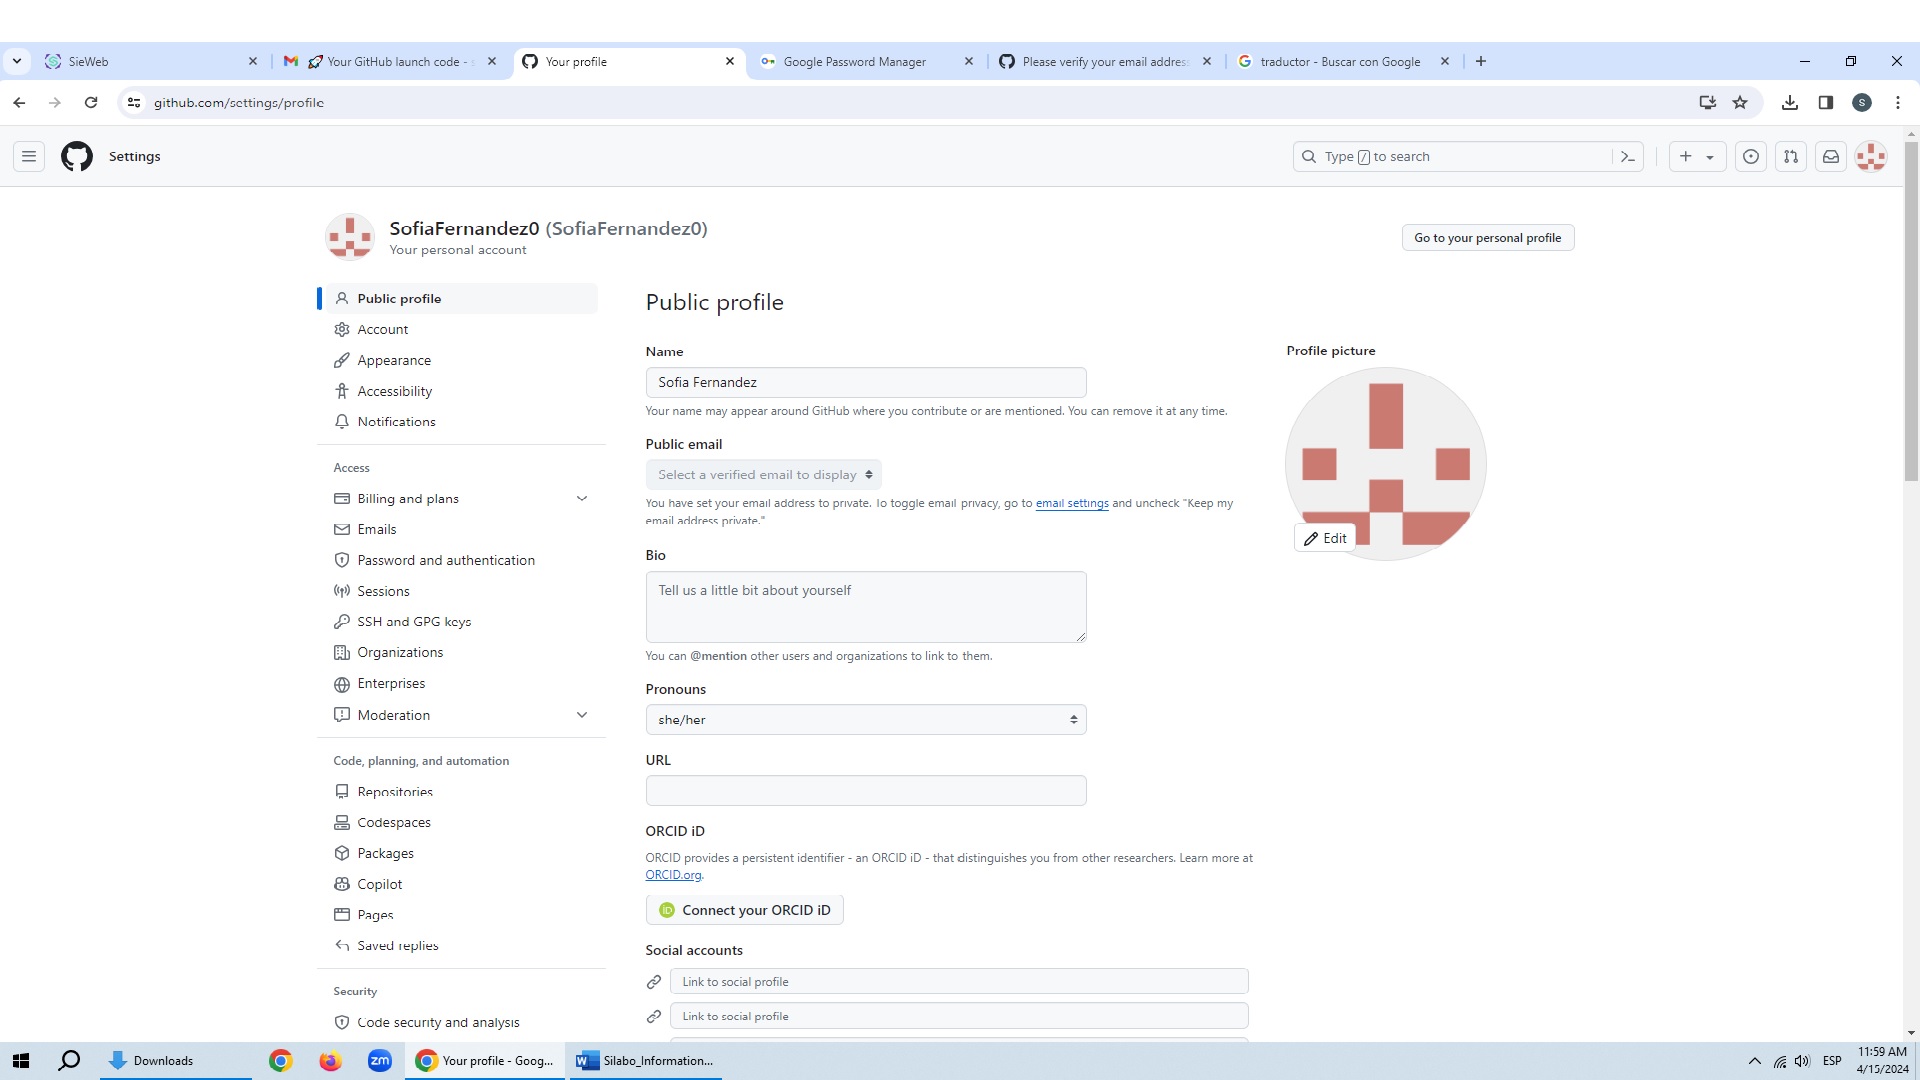 SieWeb
Your GitHub launch code - s
Your profile
Google Password Manager
Please verify your email address
traductor - Buscar con Google
github.com/settings/profile
S
Settings
Type / to search
SofiaFernandez0 (SofiaFernandez0)
Your personal account
Go to your personal profile
Public profile
Account
Appearance
Accessibility
Notifications
Access
Billing and plans
Emails
Password and authentication
Sessions
SSH and GPG keys
Organizations
Enterprises
Moderation
Code, planning, and automation
Repositories
Codespaces
Packages
Copilot
Pages
Saved replies
Security
Code security and analysis
Public profile
Name
Sofia Fernandez
Your name may appear around GitHub where you contribute or are mentioned. You can remove it at any time.
Public email
Select a verified email to display
You have set your email address to private. To toggle email privacy, go to email settings and uncheck "Keep my
email address private."
Bio
Tell us a little bit about yourself
You can @mention other users and organizations to link to them.
Pronouns
she/her
URL
ORCID iD
ORCID provides a persistent identifier - an ORCID iD - that distinguishes you from other researchers. Learn more at
ORCID.org.
iD Connect your ORCID iD
Social accounts
Link to social profile
Link to social profile
Profile picture
Edit
Downloads
zm
Your profile - Goog...
Silabo_Information...
ESP
11:59 AM
4/15/2024